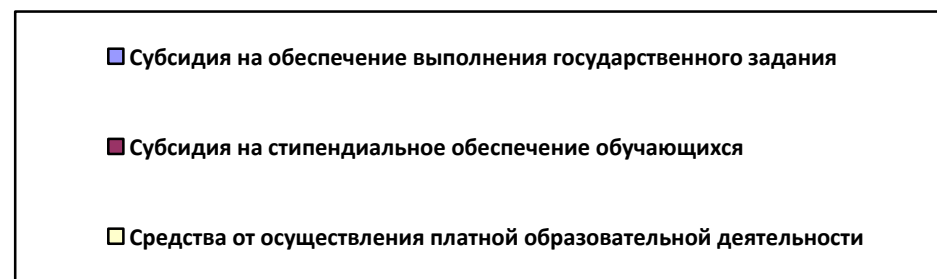 Субсидия на обеспечение выполнения государственного задания
Субсидия на стипендиальное обеспечение обучающихся
Средства от осуществления платной образовательной деятельности